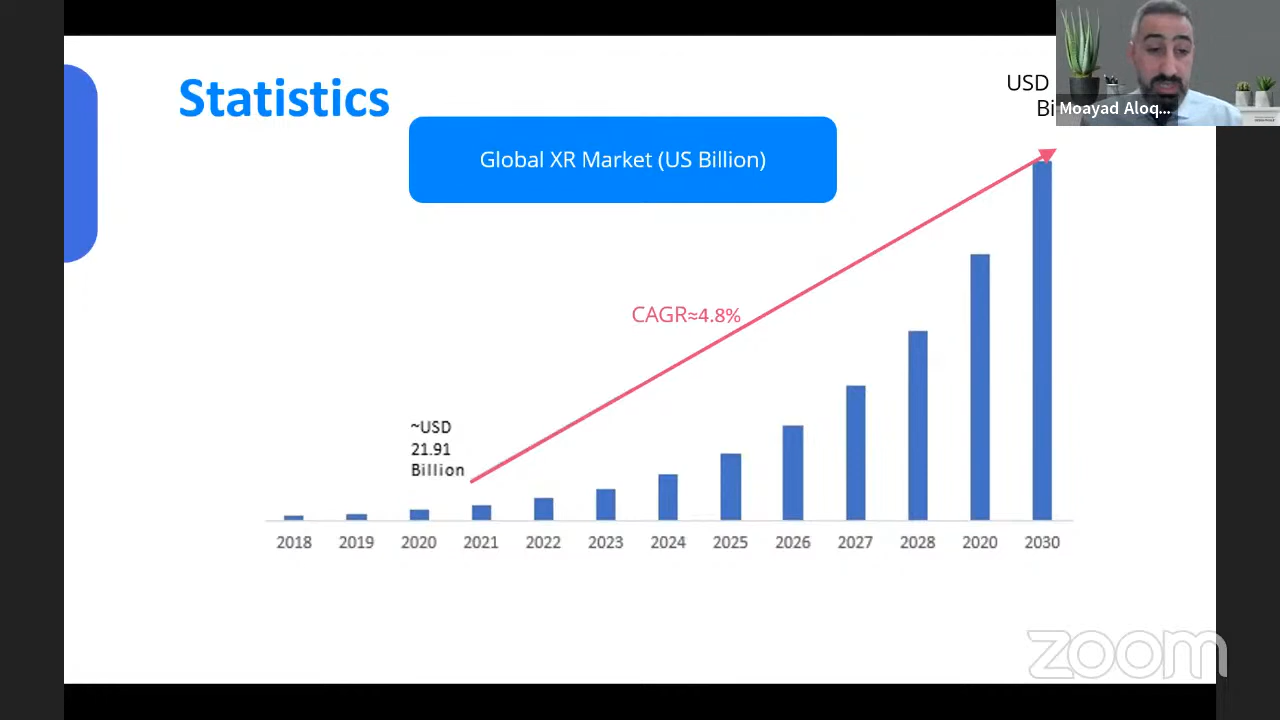 Statistics
Global XR Market (US Billion)
USD
Bi
Moayad Aloq...
CAGR≈4.8%
~USD
21.91
Billion
2018 2019 2020 2021 2022 2023 2024 2025 2026 2027 2028 2020 2030
zoom